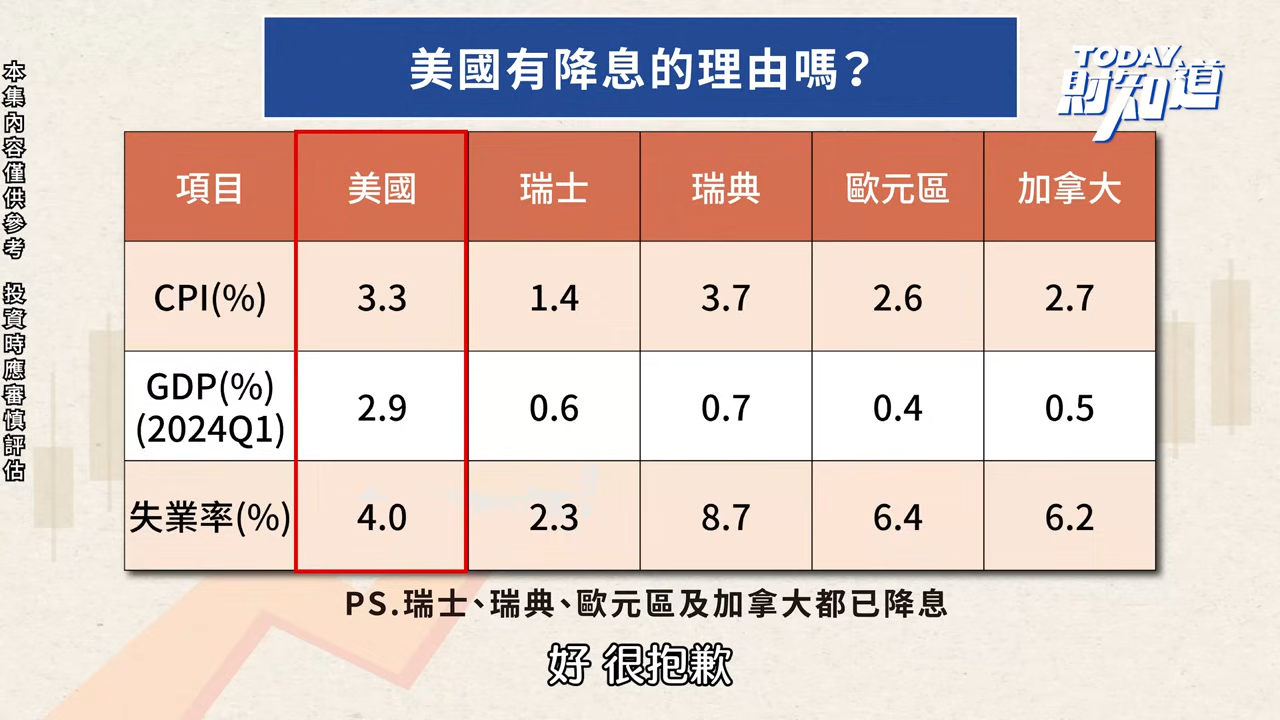 美國有降息的理由嗎？
TODAY
財知道
本集內容僅供參考 投資時應審慎評估
項目 美國 瑞士 瑞典 歐元區 加拿大
CPI(%) 3.3 1.4 3.7 2.6 2.7
GDP(%)
(2024Q1) 2.9 0.6 0.7 0.4 0.5
失業率(%) 4.0 2.3 8.7 6.4 6.2
PS.瑞士、瑞典、歐元區及加拿大都已降息
好 很抱歉